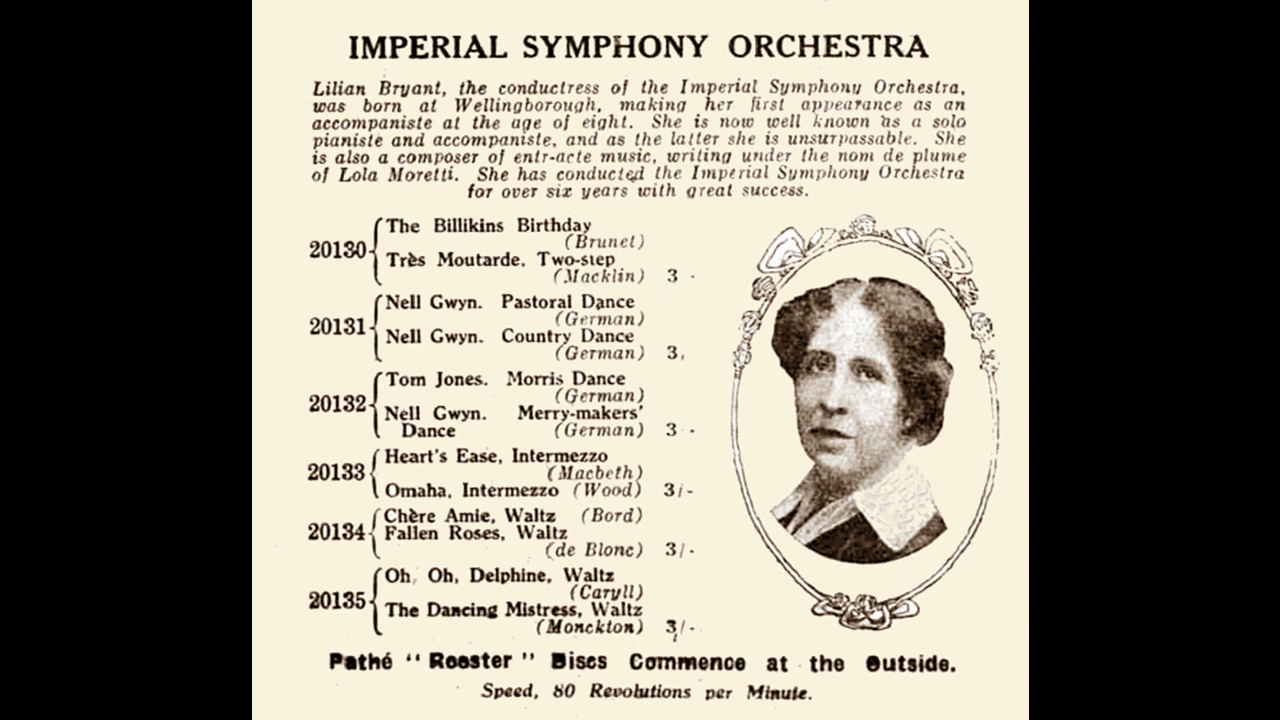 IMPERIAL SYMPHONY ORCHESTRA
Lilian Bryant, the conductress of the Imperial Symphony Orchestra,
was born at Wellingborough, making her first appearance as an
accompaniste at the age of eight. She is now well known as a solo
pianiste and accompaniste, and as the latter she is unsurpassable. She
is also a composer of entr-acte music, writing under the nom de plume
of Lola Moretti. She has conducted the Imperial Symphony Orchestra
for over six years with great success.
20130
The Billikins Birthday
(Brunet)
Très Moutarde, Two-step
(Macklin) 3 -
20131
Nell Gwyn. Pastoral Dance
(German)
Nell Gwyn. Country Dance
(German) 3,
20132
Tom Jones. Morris Dance
(German)
Nell Gwyn. Merry-makers'
Dance (German) 3 -
20133
Heart's Ease, Intermezzo
(Macbeth)
Omaha, Intermezzo (Wood) 3/-
20134
Chère Amie, Waltz (Bord)
Fallen Roses, Waltz
(de Blonc) 3/-
20135
Oh, Oh, Delphine, Waltz
(Caryll)
The Dancing Mistress, Waltz
(Monckton) 3/-
Pathé "Rooster" Discs Commence at the Outside.
Speed, 80 Revolutions per Minute.